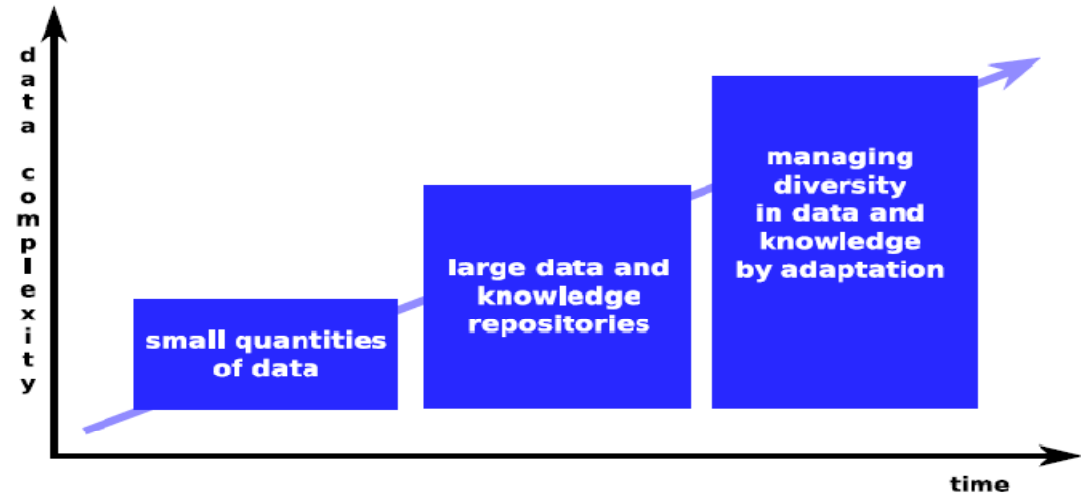 data complexity
small quantities
of data
large data and
knowledge
repositories
managing
diversity
in data and
knowledge
by adaptation
time